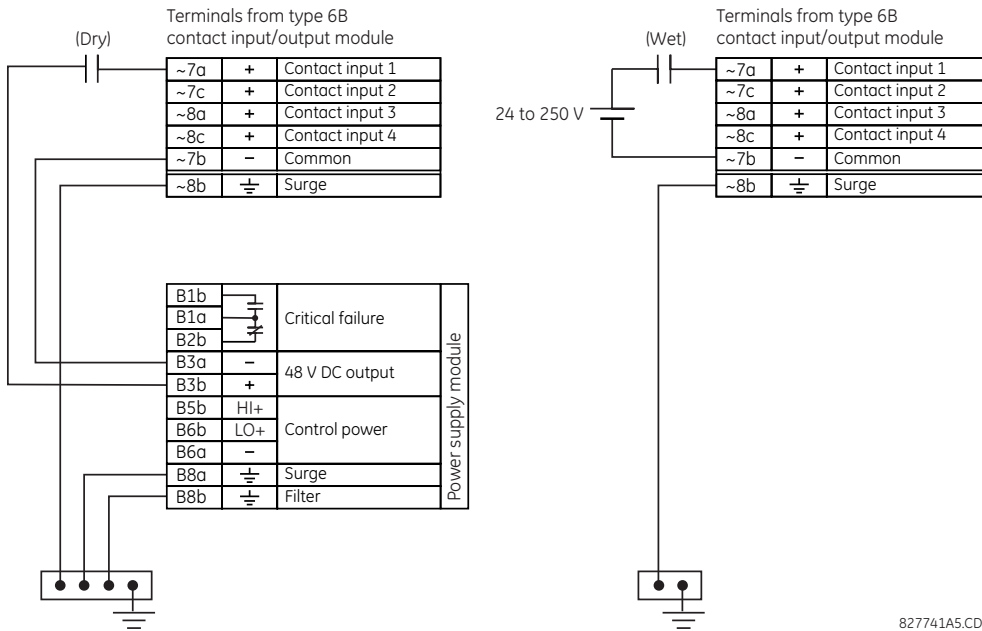 (Dry)
Terminals from type 6B
contact input/output module
~7a + Contact input 1
~7c + Contact input 2
~8a + Contact input 3
~8c + Contact input 4
~7b – Common
~8b Surge
B1b
B1a
B2b
Critical failure
B3a –
B3b +
48 V DC output
B5b HI+
B6b LO+
B6a –
Control power
B8a Surge
B8b Filter
Power supply module
(Wet)
Terminals from type 6B
contact input/output module
24 to 250 V
~7a + Contact input 1
~7c + Contact input 2
~8a + Contact input 3
~8c + Contact input 4
~7b – Common
~8b Surge
827741A5.CD